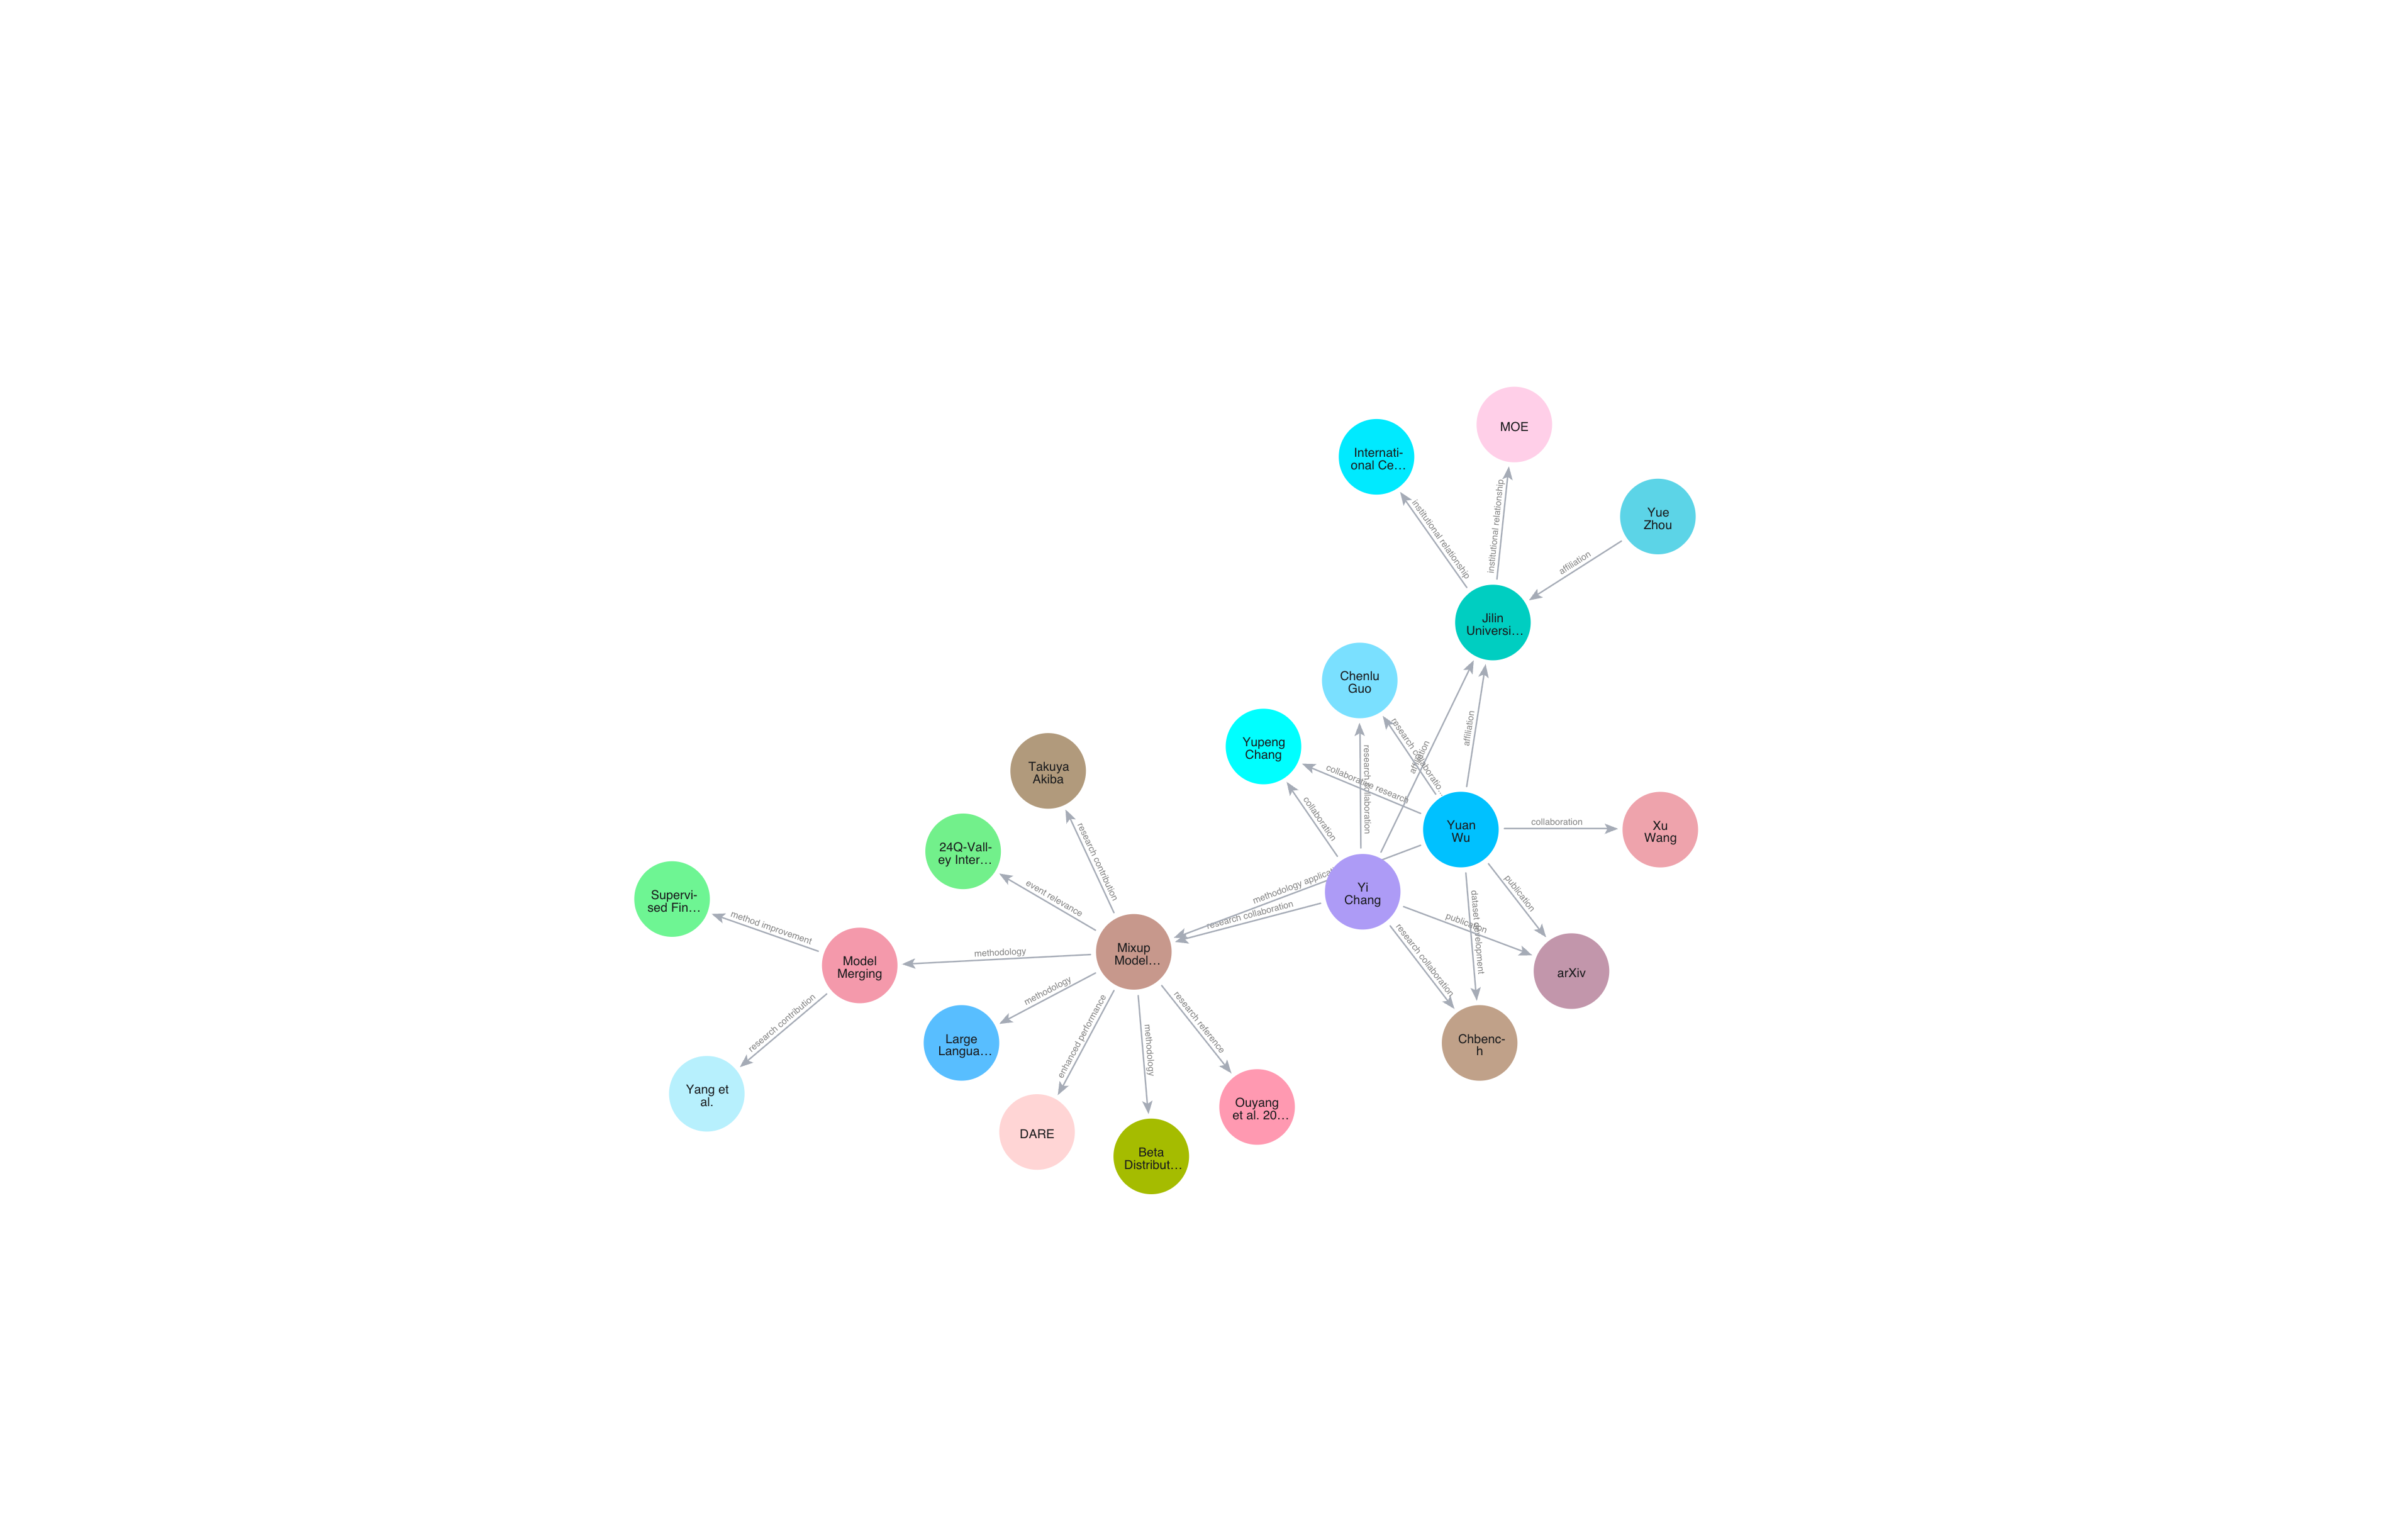 MOE
Internati-
onal Ce...
Yue
Zhou
institutional relationship
institutional relationship
affiliation
Jilin
Universi...
Chenlu
Guo
Yupeng
Chang
affiliation
affiliation
research collaboratio...
research collaboration
collaborative research
collaboration
Takuya
Akiba
Yuan
Wu
collaboration
Xu
Wang
24Q-Vall-
ey Inter...
research contribution
event relevance
Supervi-
sed Fin...
method improvement
methodology applica
research collaboration
Yi
Chang
publication
publication
dataset development
research collaboration
Mixup
Model...
methodology
Model
Merging
arXiv
methodology
enhanced performance
methodology
research reference
research contribution
Large
Langua...
Chbenc-
h
Yang et
al.
DARE
Beta
Distribut...
Ouyang
et al. 20...